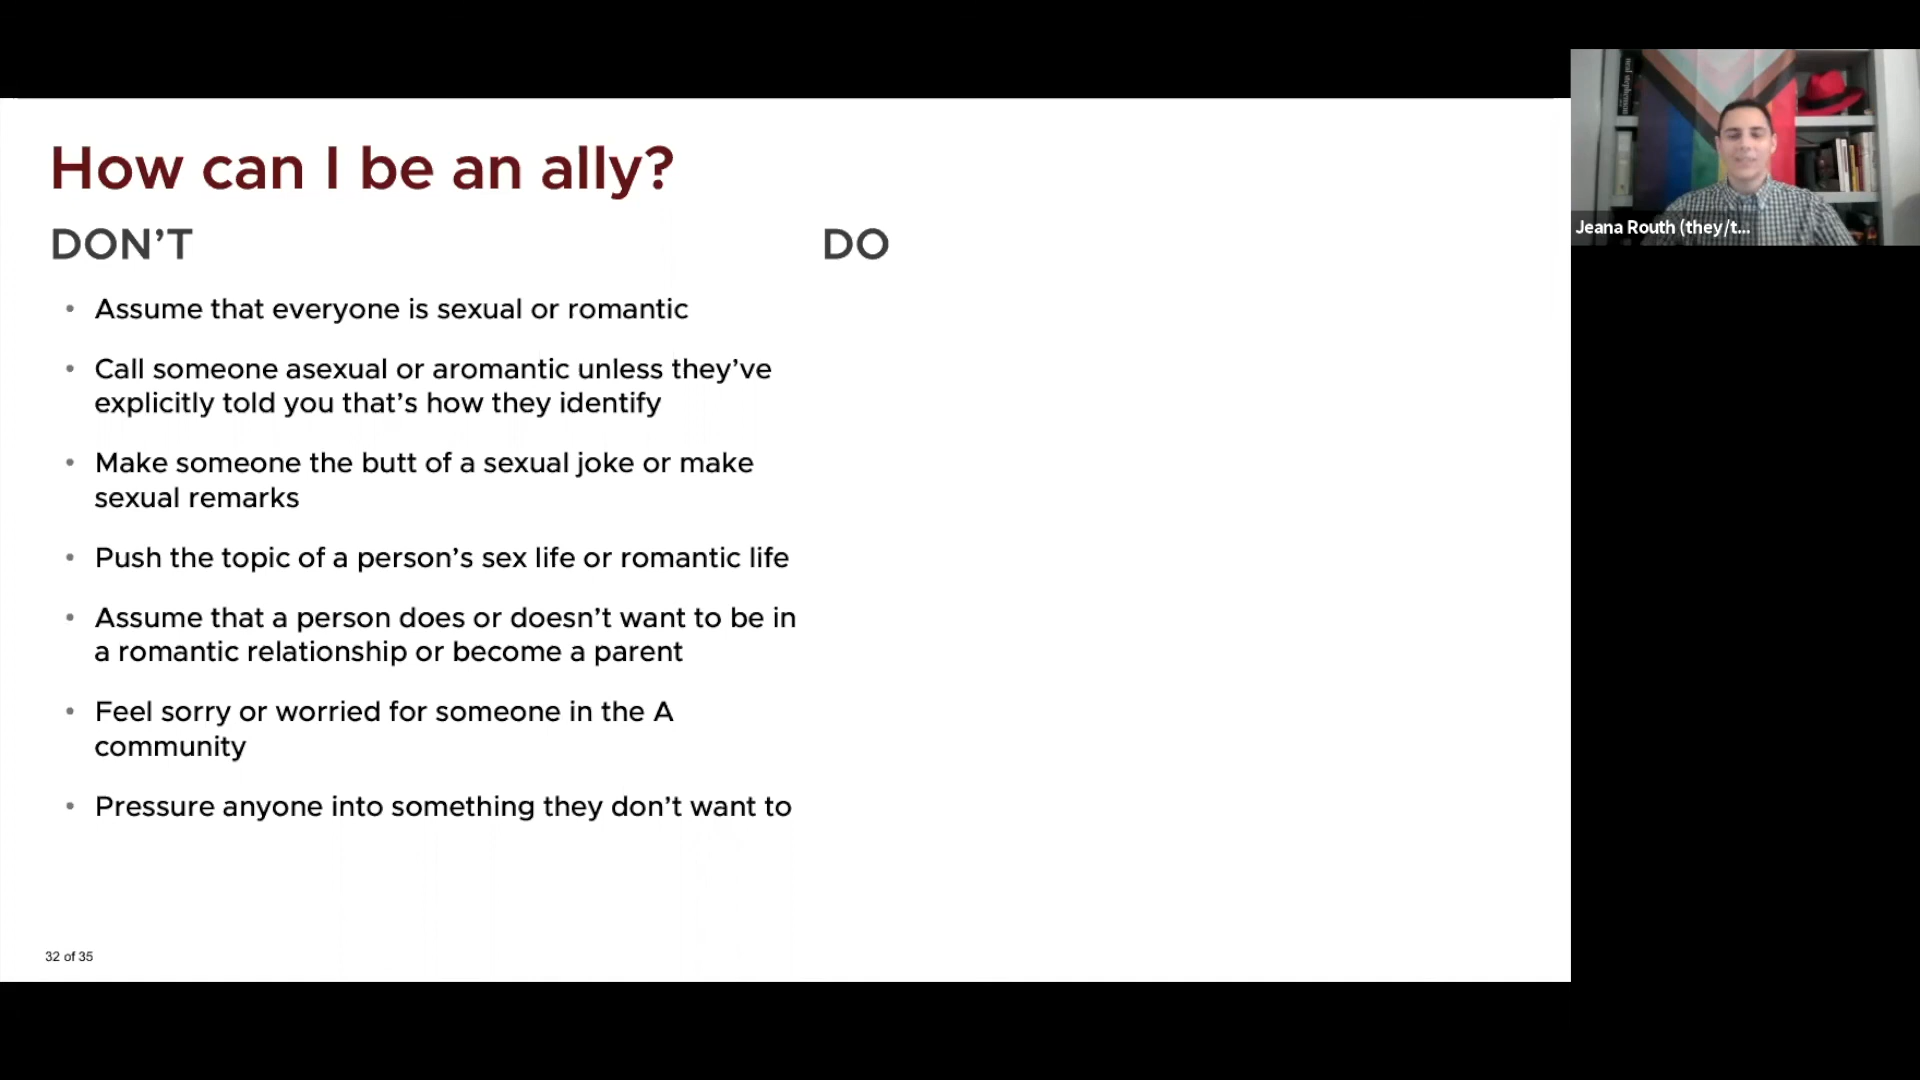 How can I be an ally?
DON’T
DO
• Assume that everyone is sexual or romantic
• Call someone asexual or aromantic unless they’ve
explicitly told you that’s how they identify
• Make someone the butt of a sexual joke or make
sexual remarks
• Push the topic of a person’s sex life or romantic life
• Assume that a person does or doesn’t want to be in
a romantic relationship or become a parent
• Feel sorry or worried for someone in the A
community
• Pressure anyone into something they don’t want to
32 of 35
Jeana Routh (they/t...